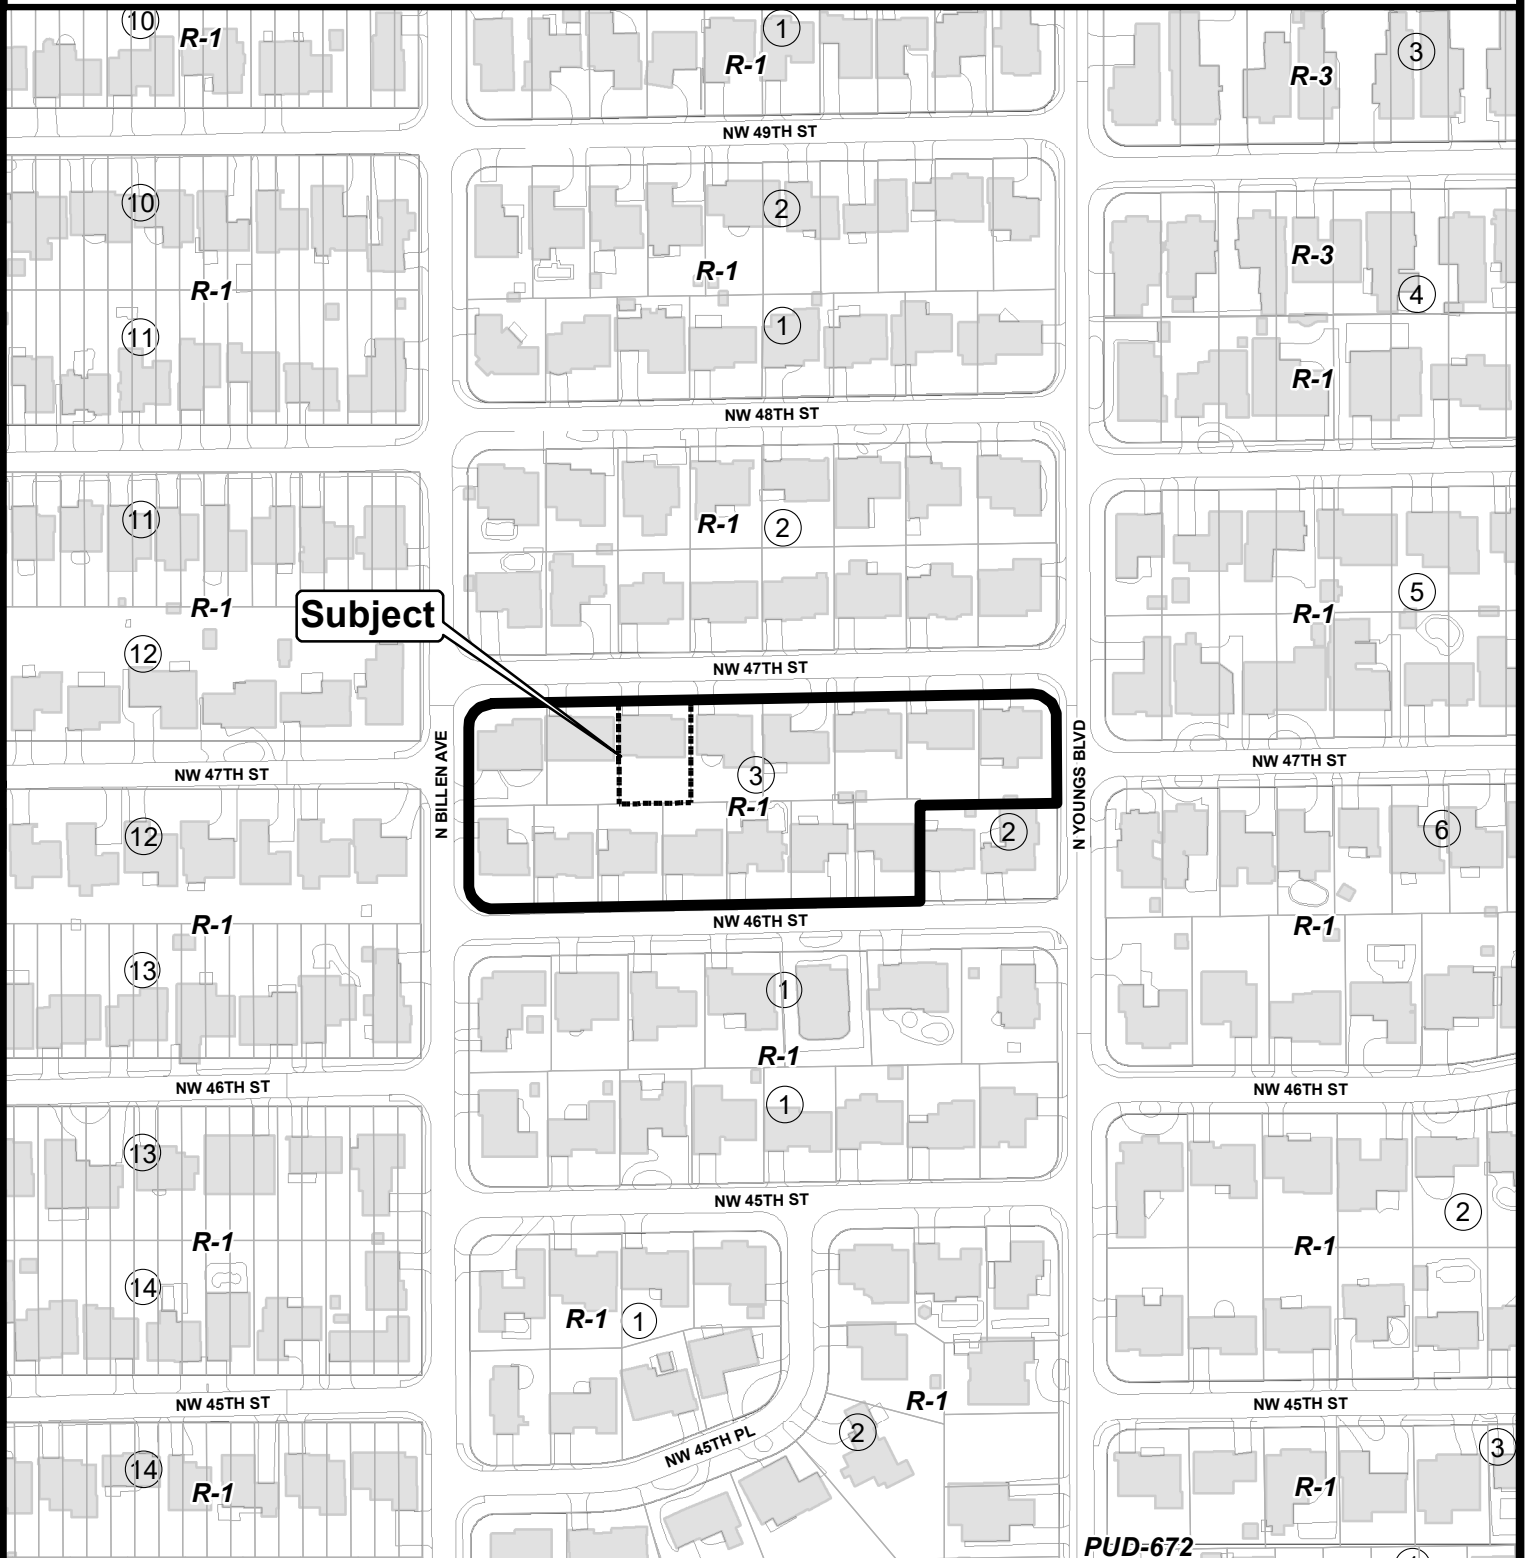 10
R-1
1
R-1
3
R-3
NW 49TH ST
10
2
R-3
R-1
R-1
4
11
1
R-1
NW 48TH ST
11
R-1
2
5
R-1
Subject
R-1
12
NW 47TH ST
N BILLEN AVE
N YOUNGS BLVD
NW 47TH ST
NW 47TH ST
3
R-1
12
2
6
R-1
NW 46TH ST
R-1
13
1
R-1
NW 46TH ST
NW 46TH ST
1
13
NW 45TH ST
2
R-1
R-1
14
R-1
1
R-1
NW 45TH ST
NW 45TH ST
2
NW 45TH PL
3
14
R-1
R-1
PUD-672